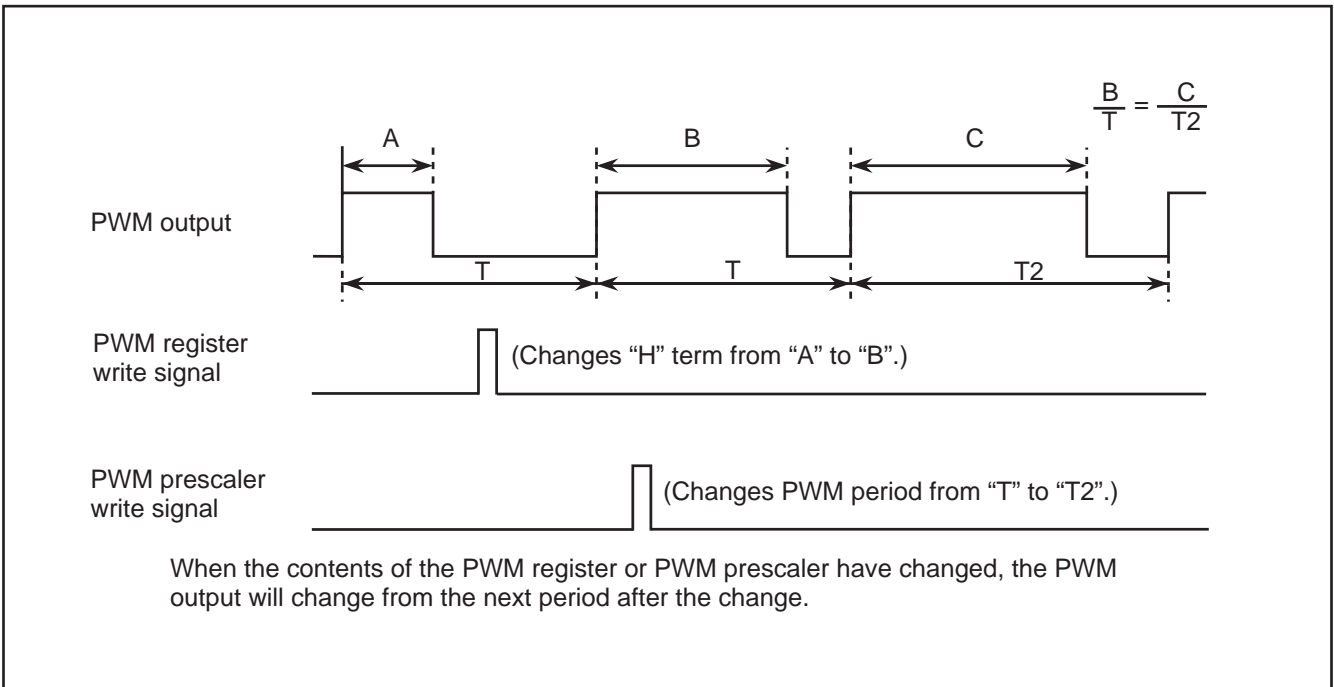 B = C
T T2
A B C
PWM output
T T T2
PWM register
write signal
(Changes “H” term from “A” to “B”.)
PWM prescaler
write signal
(Changes PWM period from “T” to “T2”.)
When the contents of the PWM register or PWM prescaler have changed, the PWM
output will change from the next period after the change.